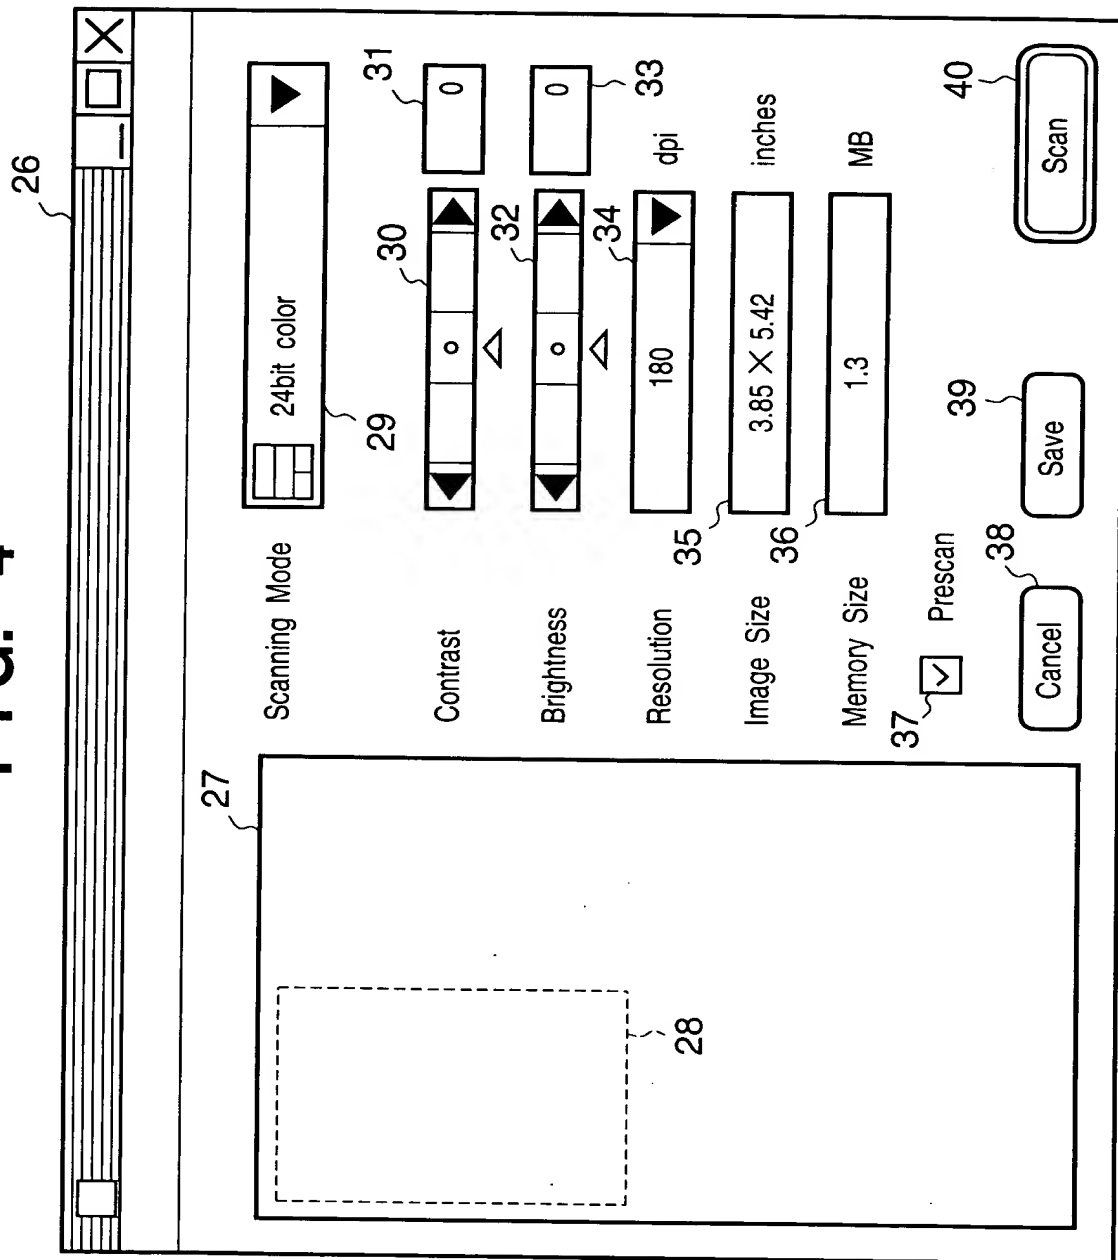 FIG. 4
26
27
28
Scanning Mode 24bit color
29
30 31
Contrast 0
32
Brightness 0
33
34
Resolution 180 dpi
35
Image Size 3.85 × 5.42 inches
36
Memory Size 1.3 MB
37 Prescan
38 39 40
Cancel Save Scan